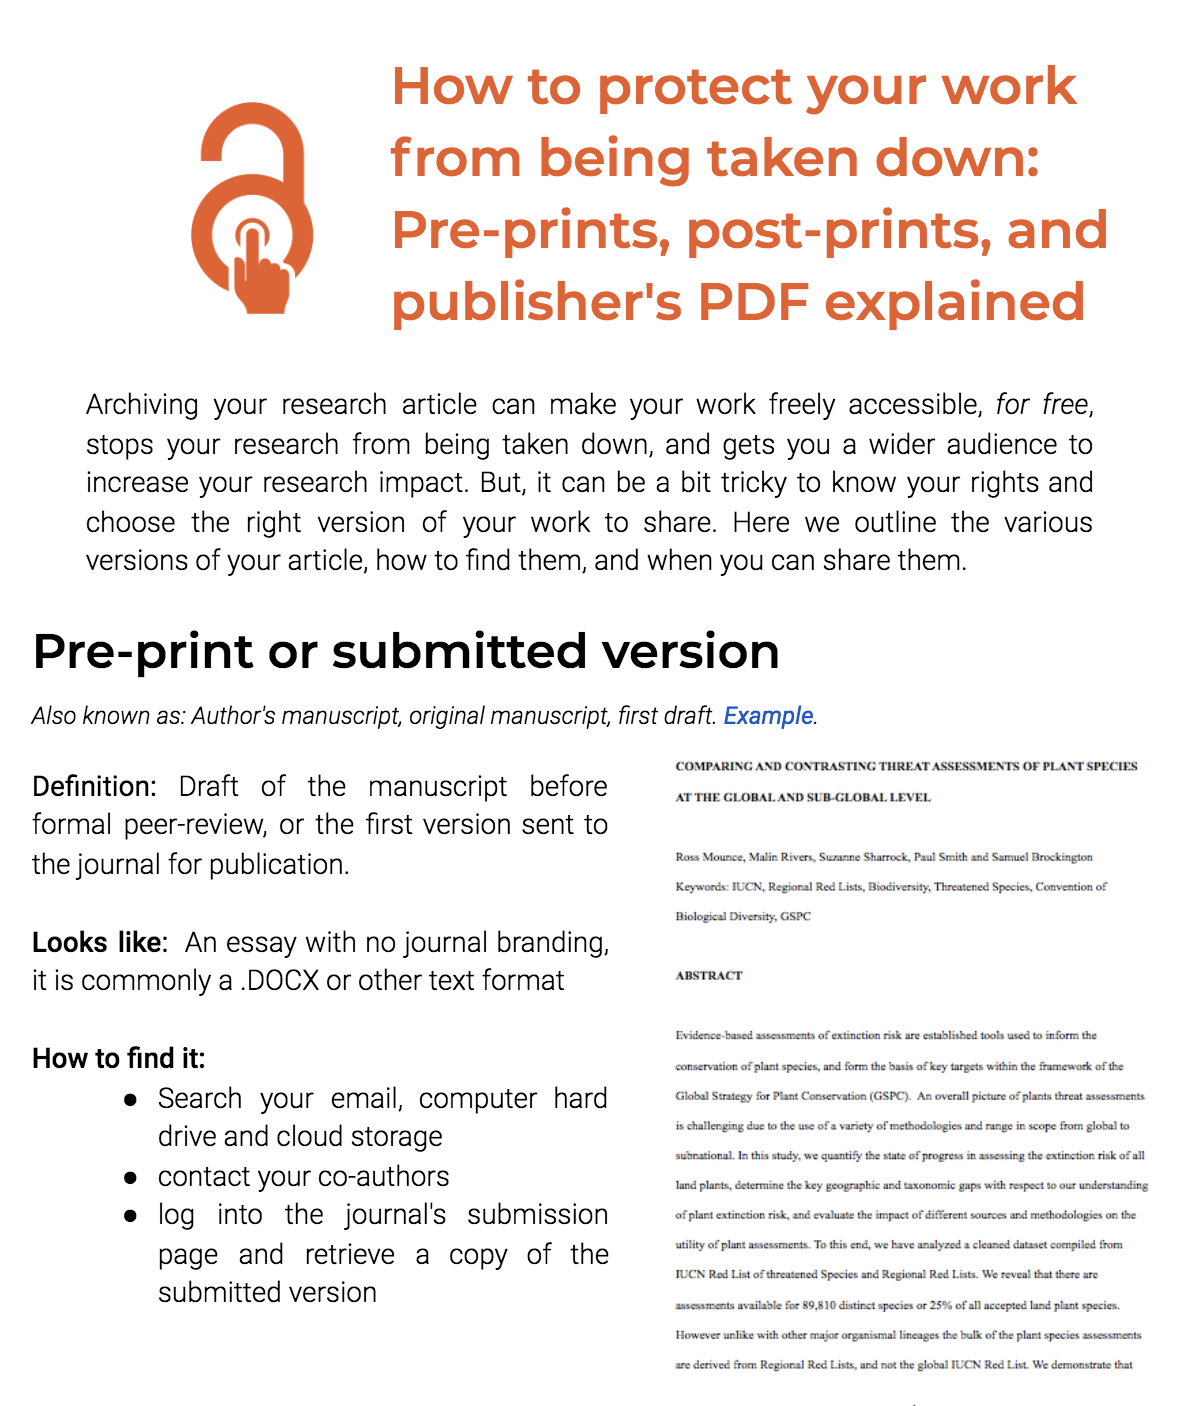 How to protect your work
from being taken down:
Pre-prints, post-prints, and
publisher's PDF explained
Archiving your research article can make your work freely accessible, for free,
stops your research from being taken down, and gets you a wider audience to
increase your research impact. But, it can be a bit tricky to know your rights and
choose the right version of your work to share. Here we outline the various
versions of your article, how to find them, and when you can share them.
Pre-print or submitted version
Also known as: Author's manuscript, original manuscript, first draft. Example.
Definition: Draft of the manuscript before
formal peer-review, or the first version sent to
the journal for publication.
Looks like: An essay with no journal branding,
it is commonly a .DOCX or other text format
How to find it:
● Search your email, computer hard
drive and cloud storage
● contact your co-authors
● log into the journal's submission
page and retrieve a copy of the
submitted version
COMPARING AND CONTRASTING THREAT ASSESSMENTS OF PLANT SPECIES
AT THE GLOBAL AND SUB-GLOBAL LEVEL
Ross Mounce, Malin Rivers, Suzanne Sharrock, Paul Smith and Samuel Brockington
Keywords: IUCN, Regional Red Lists, Biodiversity, Threatened Species, Convention of
Biological Diversity, GSPC
ABSTRACT
Evidence-based assessments of extinction risk are established tools used to inform the
conservation of plant species, and form the basis of key targets within the framework of the
Global Strategy for Plant Conservation (GSPC). An overall picture of plants threat assessments
is challenging due to the use of a variety of methodologies and range in scope from global to
subnational. In this study, we quantify the state of progress in assessing the extinction risk of all
land plants, determine the key geographic and taxonomic gaps with respect to our understanding
of plant extinction risk, and evaluate the impact of different sources and methodologies on the
utility of plant assessments. To this end, we have analyzed a cleaned dataset compiled from
IUCN Red List of threatened Species and Regional Red Lists. We reveal that there are
assessments available for 89,810 distinct species or 25% of all accepted land plant species.
However unlike with other major organismal lineages the bulk of the plant species assessments
are derived from Regional Red Lists, and not the global IUCN Red List. We demonstrate that